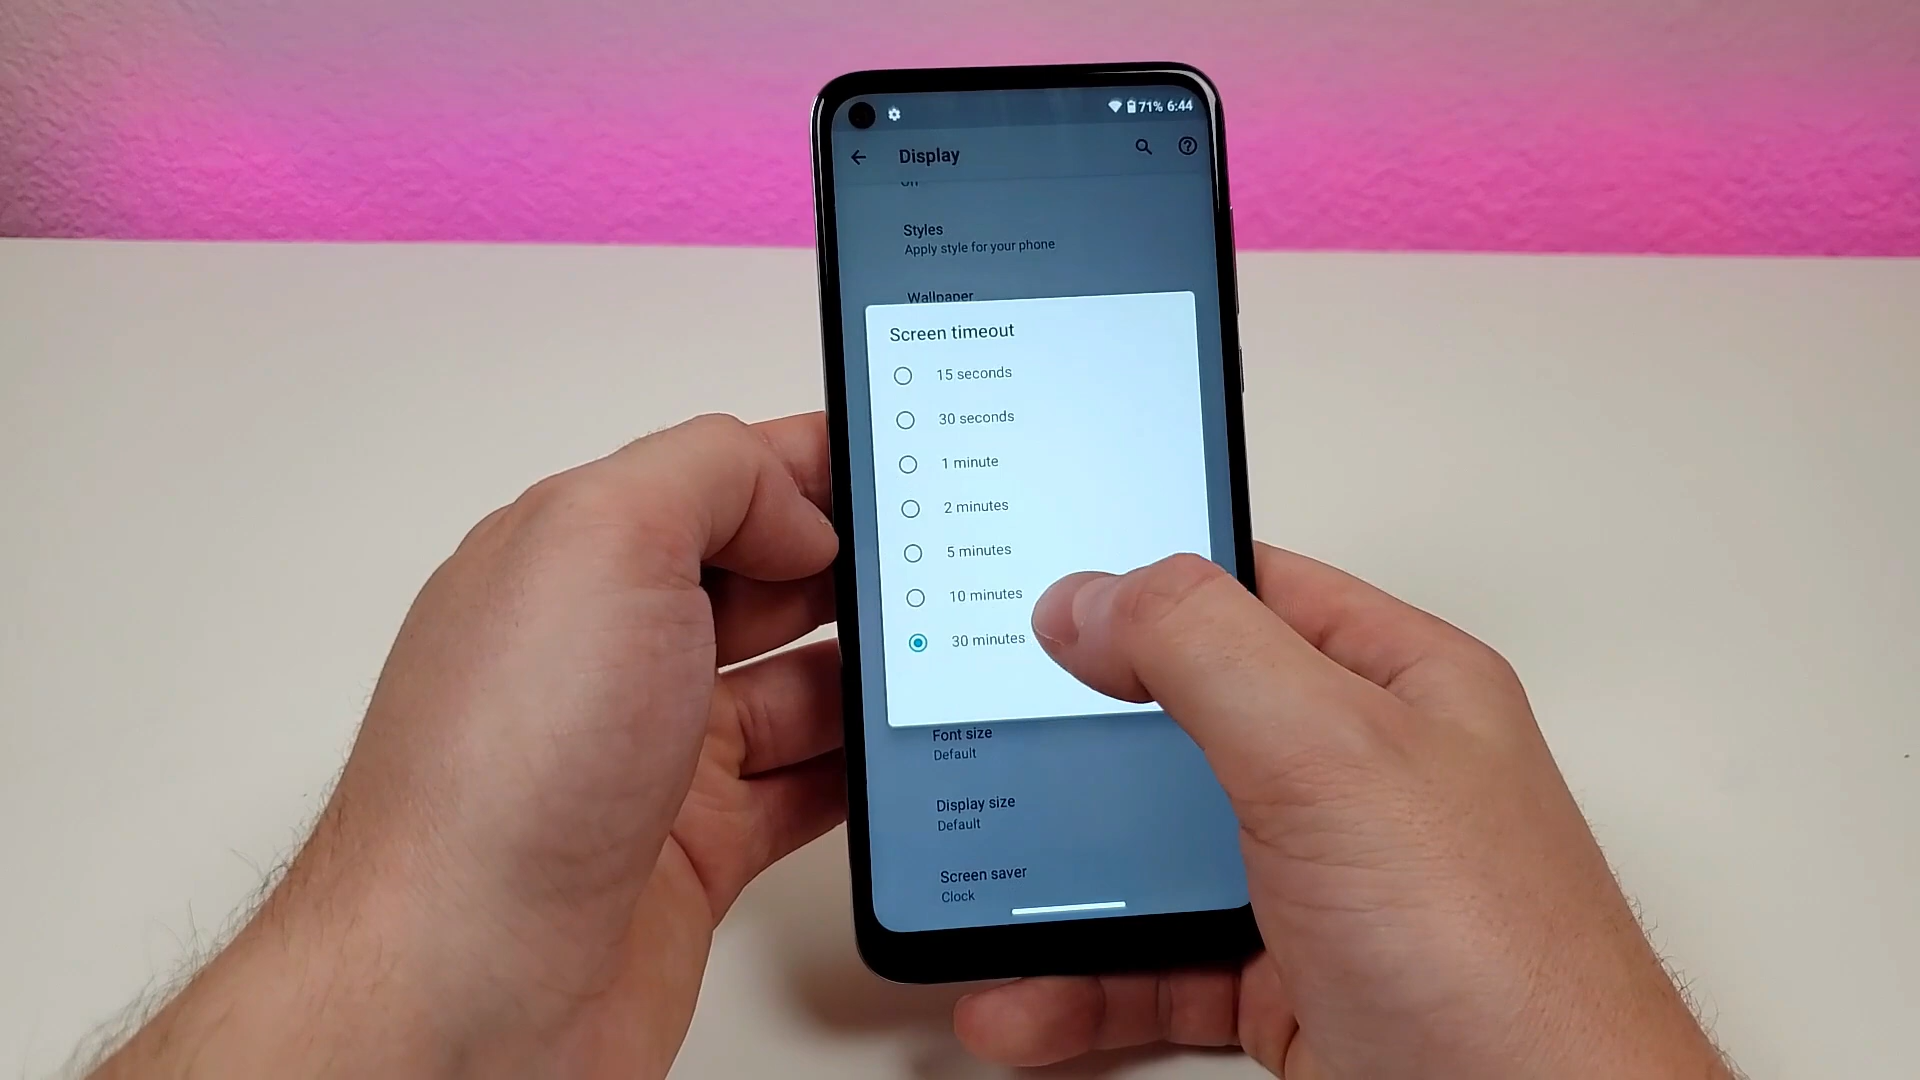 71% 6:44
Display
Styles
Apply style for your phone
Wallpaper
Screen timeout
15 seconds
30 seconds
1 minute
2 minutes
5 minutes
10 minutes
30 minutes
Font size
Default
Display size
Default
Screen saver
Clock